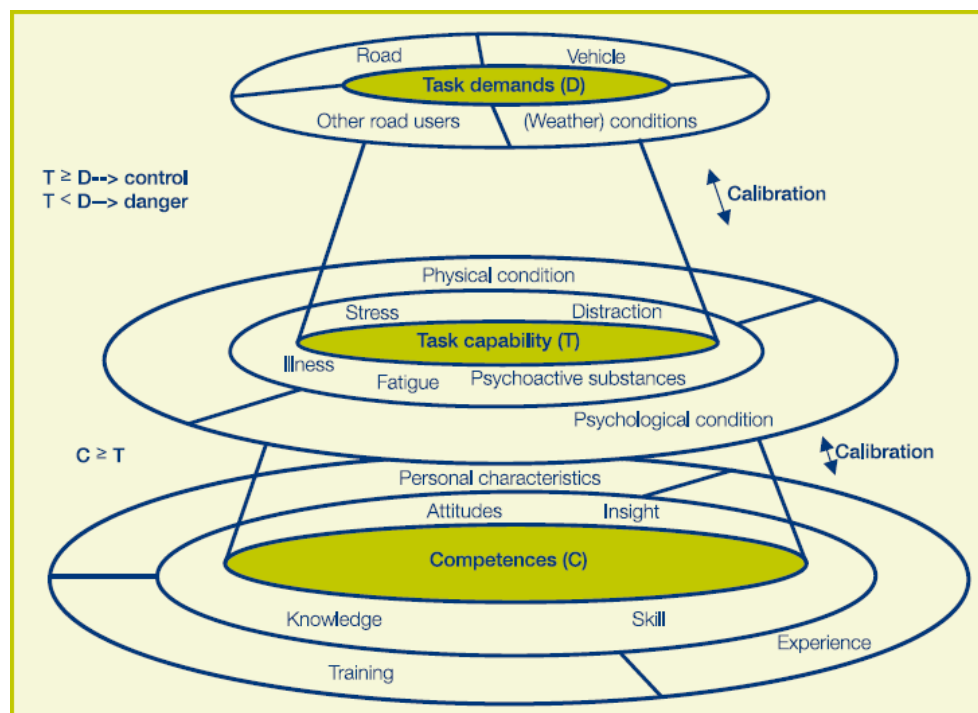 Road
Vehicle
Task demands (D)
Other road users
(Weather) conditions
T ≥ D--> control
T < D—> danger
Calibration
Physical condition
Stress
Distraction
Task capability (T)
Illness
Fatigue
Psychoactive substances
Psychological condition
C ≥ T
Calibration
Personal characteristics
Attitudes
Insight
Competences (C)
Knowledge
Skill
Experience
Training